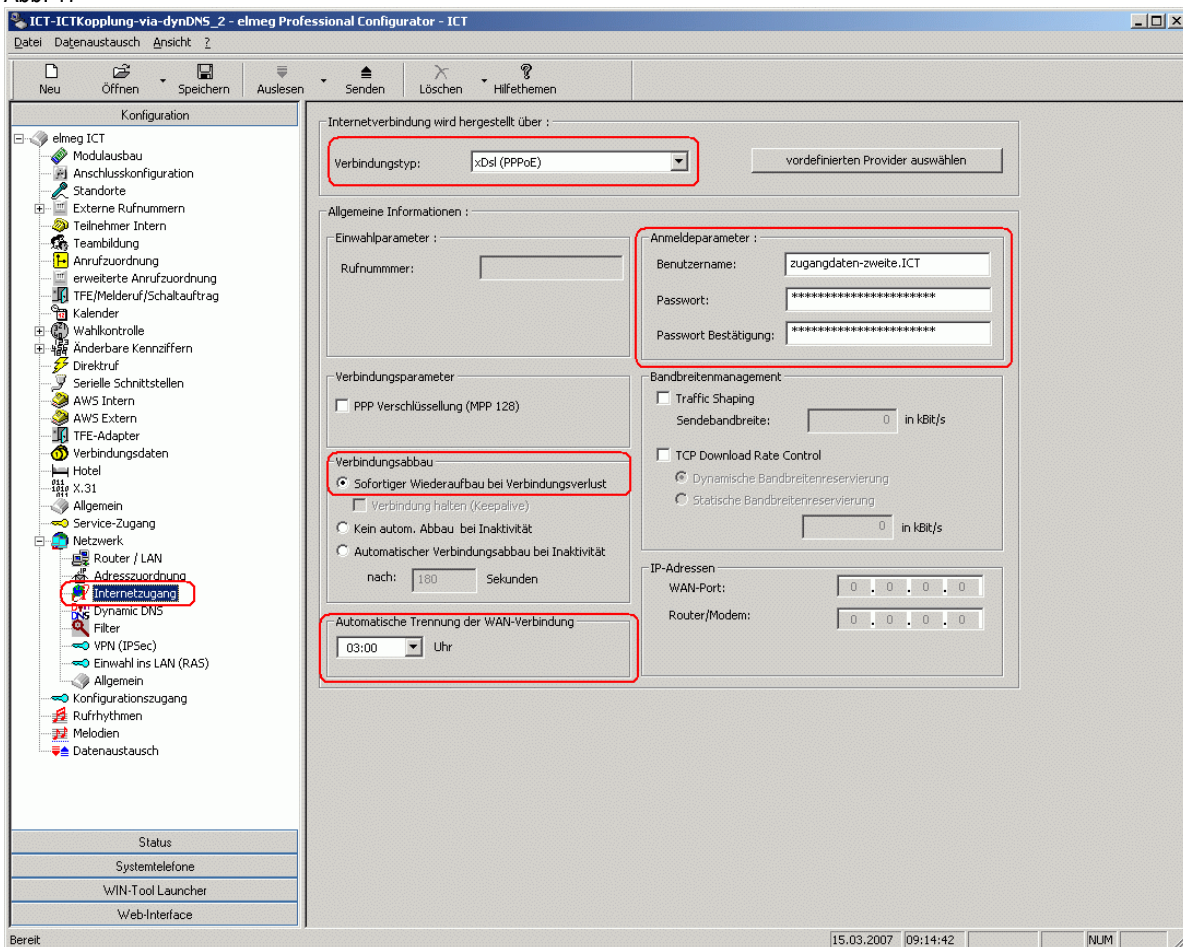 ICT-ICTKopplung-via-dynDNS_2 - elmeg Professional Configurator - ICT
Datei Datenaustausch Ansicht ?
Neu Öffnen Speichern Auslesen Senden Löschen Hilfethemen
Konfiguration
elmeg ICT
Modulausbau
Anschlusskonfiguration
Standorte
Externe Rufnummern
Teilnehmer Intern
Teambildung
Anrufzuordnung
erweiterte Anrufzuordnung
TFE/Melderuf/Schaltauftrag
Kalender
Wahlkontrolle
Änderbare Kennziffern
Direktruf
Serielle Schnittstellen
AWS Intern
AWS Extern
TFE-Adapter
Verbindungsdaten
Hotel
X.31
Allgemein
Service-Zugang
Netzwerk
Router / LAN
Adresszuordnung
Internetzugang
Dynamic DNS
Filter
VPN (IPSec)
Einwahl ins LAN (RAS)
Allgemein
Konfigurationszugang
Rufrhythmen
Melodien
Datenaustausch
Status
Systemtelefone
WIN-Tool Launcher
Web-Interface
Internetverbindung wird hergestellt über :
Verbindungstyp: xDsl (PPPoE)
vordefinierten Provider auswählen
Allgemeine Informationen :
Einwahlparameter :
Rufnummmer:
Anmeldeparameter :
Benutzername: zugangdaten-zweite.ICT
Passwort: **********************
Passwort Bestätigung: **********************
Verbindungsparameter
PPP Verschlüssellung (MPP 128)
Verbindungsabbau
Sofortiger Wiederaufbau bei Verbindungsverlust
Verbindung halten (Keepalive)
Kein autom. Abbau bei Inaktivität
Automatischer Verbindungsabbau bei Inaktivität
nach: 180 Sekunden
Automatische Trennung der WAN-Verbindung
03:00 Uhr
Bandbreitenmanagement
Traffic Shaping
Sendebandbreite: 0 in kBit/s
TCP Download Rate Control
Dynamische Bandbreitenreservierung
Statische Bandbreitenreservierung
0 in kBit/s
IP-Adressen
WAN-Port: 0 . 0 . 0 . 0
Router/Modem: 0 . 0 . 0 . 0
Bereit 15.03.2007 09:14:42 NUM